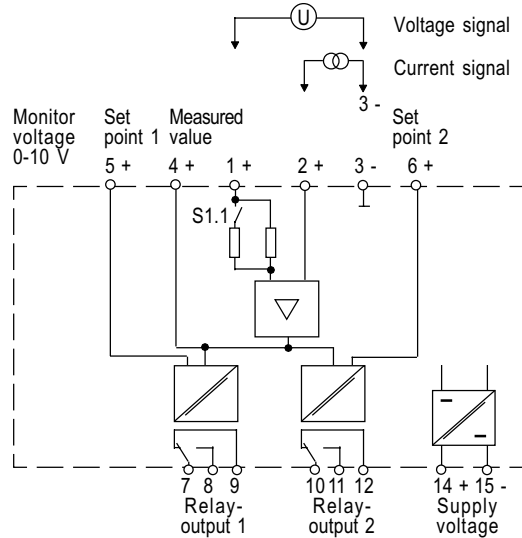 U
Voltage signal
Current signal
3 -
Monitor voltage 0-10 V
Set point 1
Measured value
Set point 2
5 +
4 +
1 +
2 +
3 -
6 +
S1.1
7
8
9
10
11
12
14 +
15 -
Relay-
output 1
Relay-
output 2
Supply
voltage